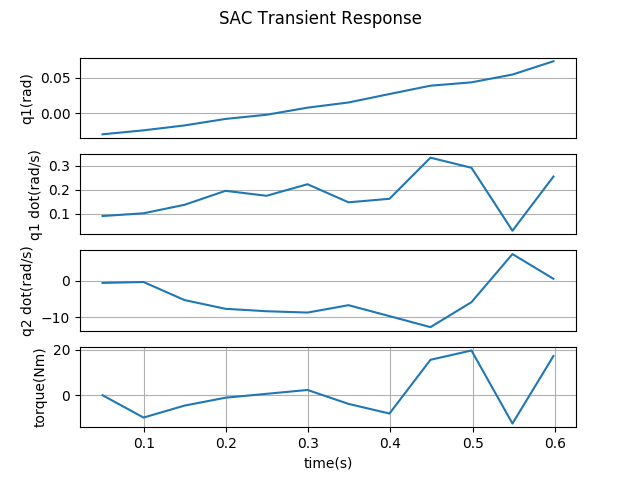 SAC Transient Response
q1(rad)
0.05
0.00
q1 dot(rad/s)
0.3
0.2
0.1
q2 dot(rad/s)
0
−10
torque(Nm)
20
0
0.1 0.2 0.3 0.4 0.5 0.6
time(s)